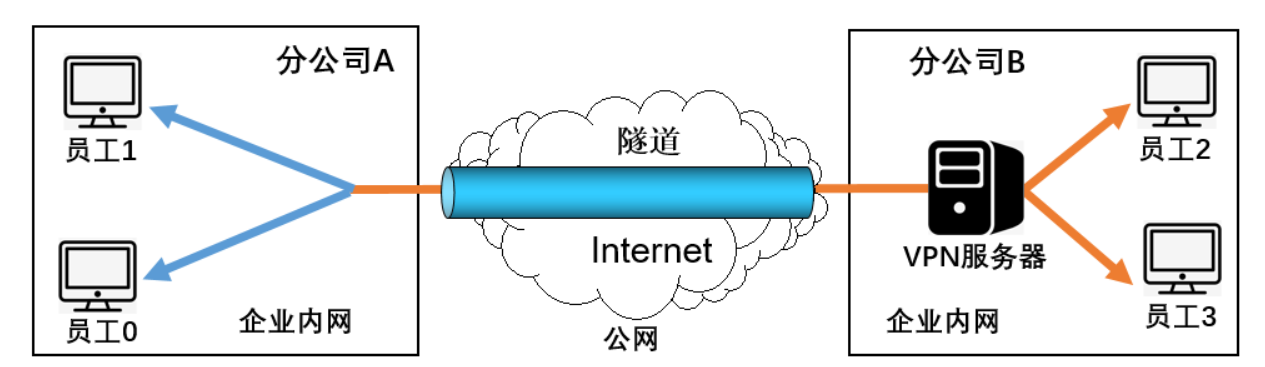 分公司A
员工1
员工0
企业内网
隧道
Internet
公网
分公司B
员工2
VPN服务器
员工3
企业内网